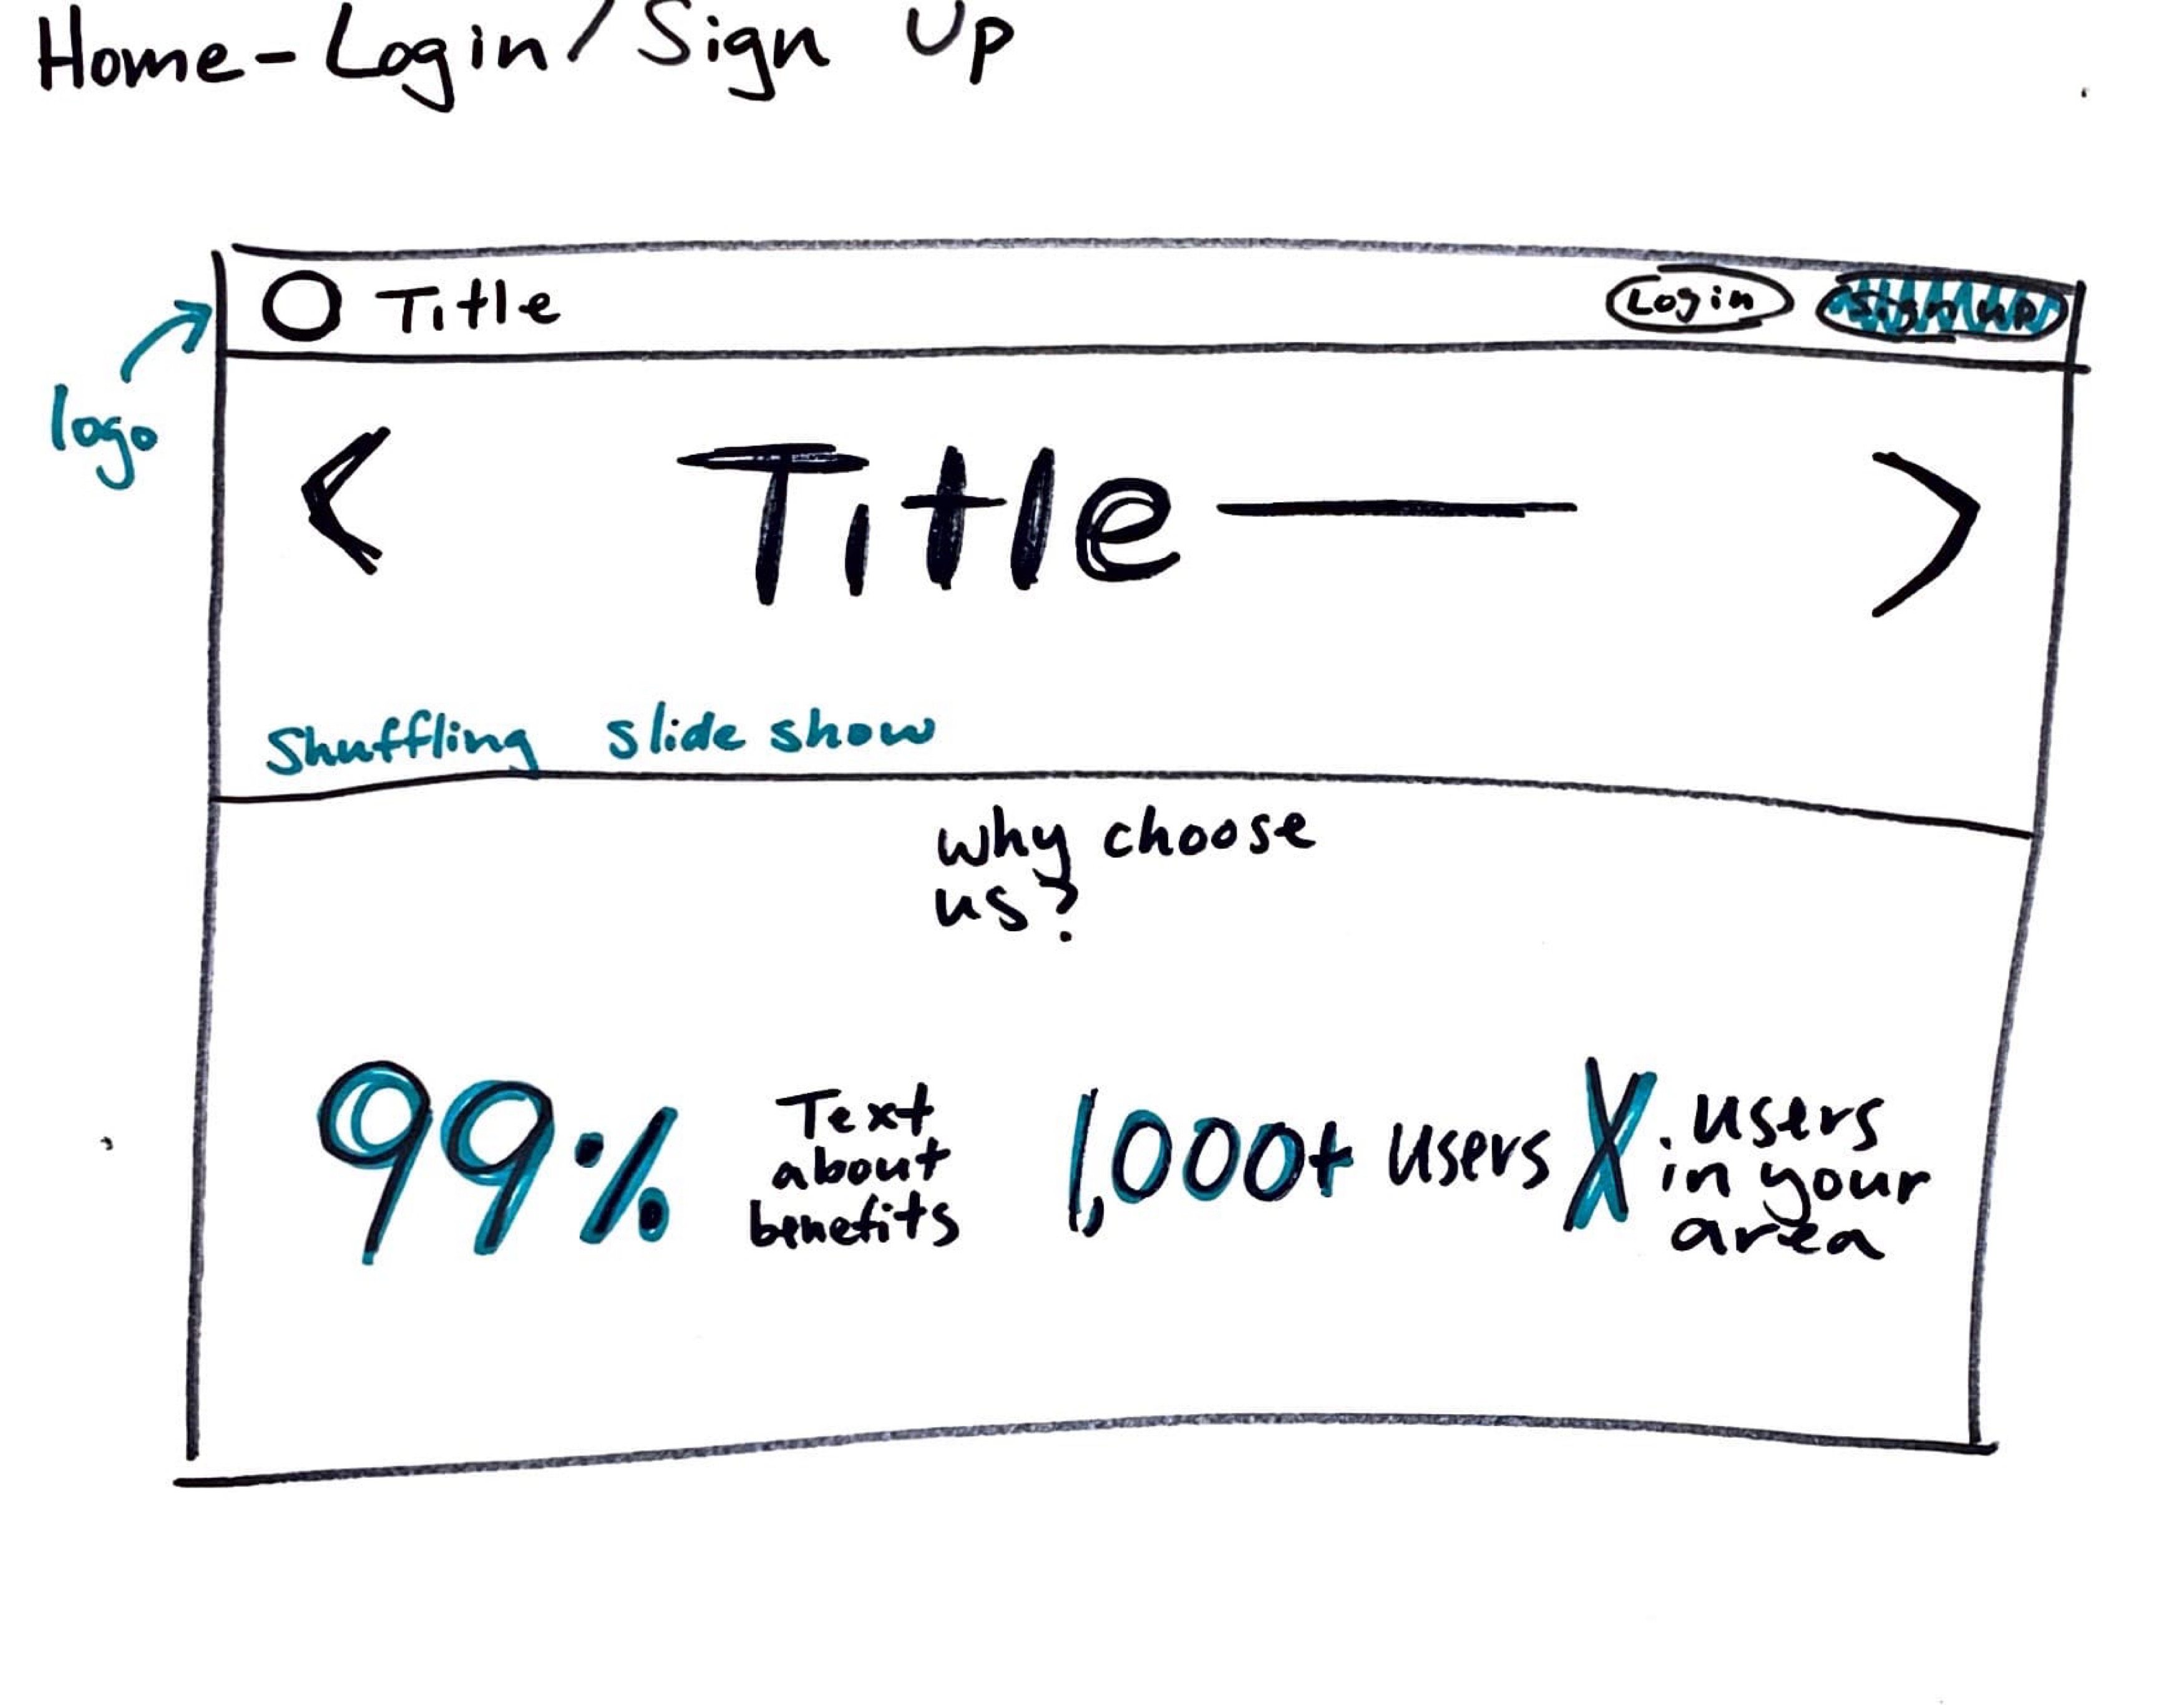 Home-Login/Sign Up
Title
Login
Sign up
logo
< Title >
Shuffling slide show
why choose
us?
99%
Text
about
benefits
1,000+ users
X users
in your
area